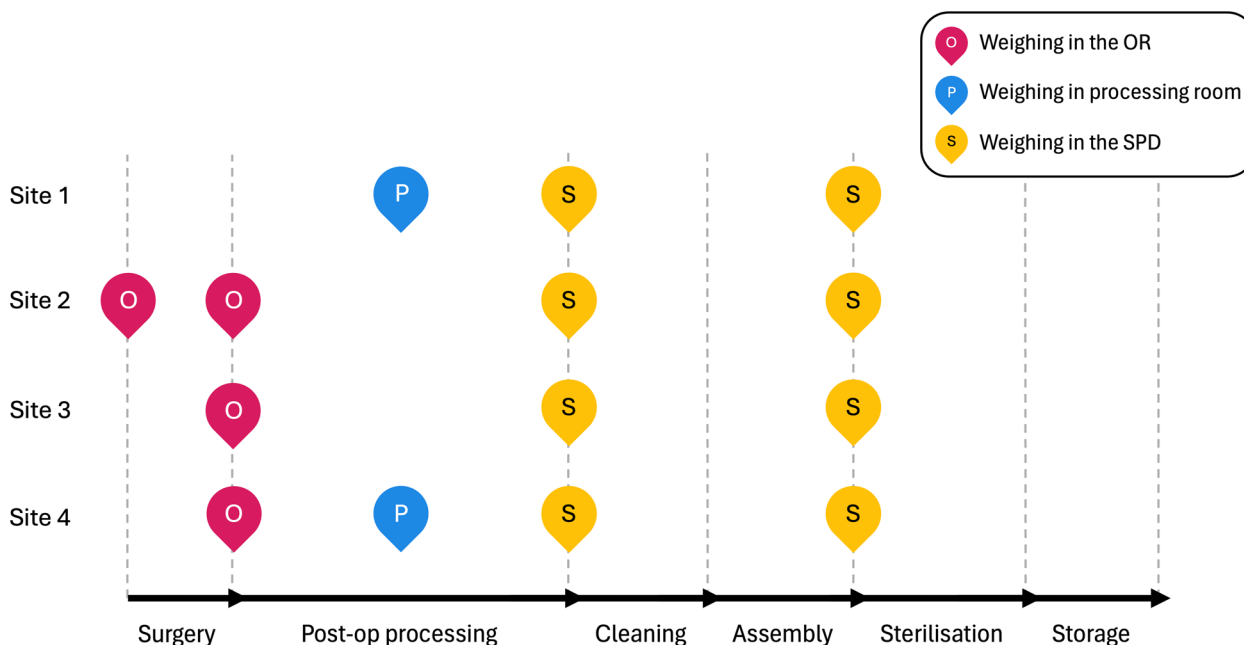 O Weighing in the OR
P Weighing in processing room
S Weighing in the SPD
Site 1 P S S
Site 2 O O S S
Site 3 O S S
Site 4 O P S S
Surgery Post-op processing Cleaning Assembly Sterilisation Storage